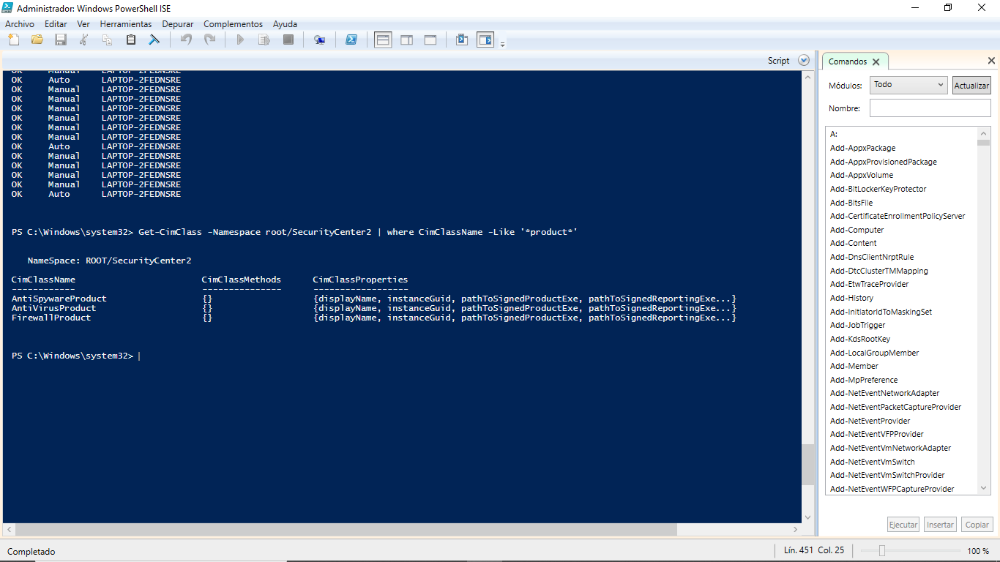 Administrador: Windows PowerShell ISE
Archivo Editar Ver Herramientas Depurar Complementos Ayuda
Script
OK Manual LAPTOP-2FEDNSRE
OK Auto LAPTOP-2FEDNSRE
OK Manual LAPTOP-2FEDNSRE
OK Manual LAPTOP-2FEDNSRE
OK Manual LAPTOP-2FEDNSRE
OK Manual LAPTOP-2FEDNSRE
OK Manual LAPTOP-2FEDNSRE
OK Manual LAPTOP-2FEDNSRE
OK Auto LAPTOP-2FEDNSRE
OK Manual LAPTOP-2FEDNSRE
OK Manual LAPTOP-2FEDNSRE
OK Manual LAPTOP-2FEDNSRE
OK Manual LAPTOP-2FEDNSRE
OK Auto LAPTOP-2FEDNSRE
PS C:\Windows\system32> Get-CimClass -Namespace root/SecurityCenter2 | where CimClassName -Like '*product*'
NameSpace: ROOT/SecurityCenter2
CimClassName CimClassMethods CimClassProperties
------------ --------------- ------------------
AntiSpywareProduct {} {displayName, instanceGuid, pathToSignedProductExe, pathToSignedReportingExe...}
AntiVirusProduct {} {displayName, instanceGuid, pathToSignedProductExe, pathToSignedReportingExe...}
FirewallProduct {} {displayName, instanceGuid, pathToSignedProductExe, pathToSignedReportingExe...}
PS C:\Windows\system32>
Comandos
Módulos: Todo Actualizar
Nombre:
A:
Add-AppxPackage
Add-AppxProvisionedPackage
Add-AppxVolume
Add-BitLockerKeyProtector
Add-BitsFile
Add-CertificateEnrollmentPolicyServer
Add-Computer
Add-Content
Add-DnsClientNrptRule
Add-DtcClusterTMMapping
Add-EtwTraceProvider
Add-History
Add-InitiatorIdToMaskingSet
Add-JobTrigger
Add-KdsRootKey
Add-LocalGroupMember
Add-Member
Add-MpPreference
Add-NetEventNetworkAdapter
Add-NetEventPacketCaptureProvider
Add-NetEventProvider
Add-NetEventVFPProvider
Add-NetEventVmNetworkAdapter
Add-NetEventVmSwitch
Add-NetEventVmSwitchProvider
Add-NetEventWFPCaptureProvider
Ejecutar Insertar Copiar
Completado
Lín. 451 Col. 25
100 %